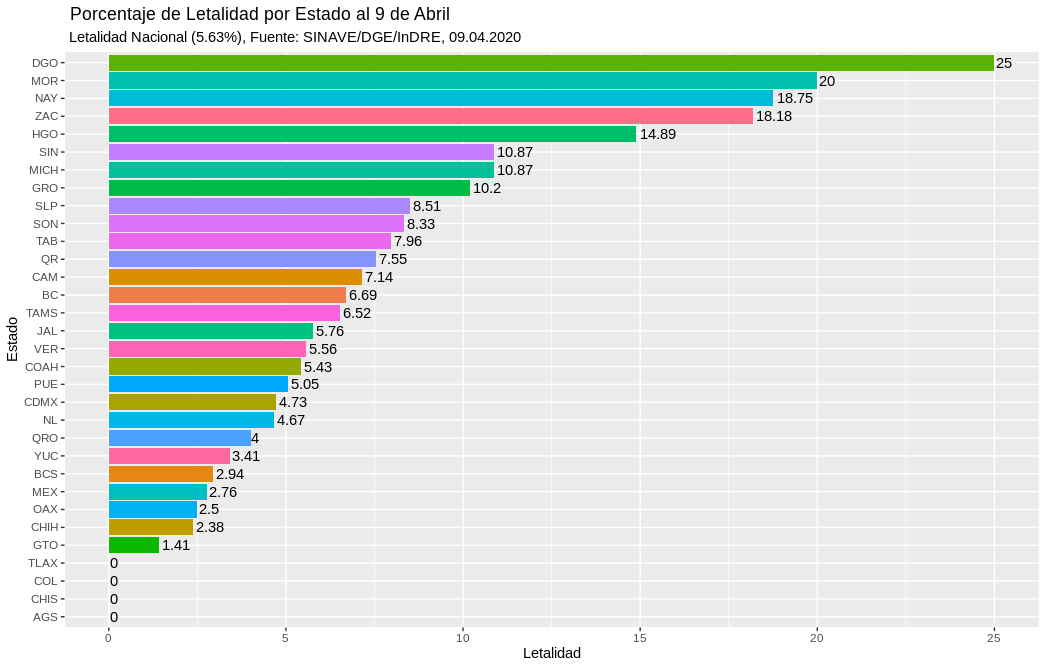 Porcentaje de Letalidad por Estado al 9 de Abril
Letalidad Nacional (5.63%), Fuente: SINAVE/DGE/InDRE, 09.04.2020
DGO 25
MOR 20
NAY 18.75
ZAC 18.18
HGO 14.89
SIN 10.87
MICH 10.87
GRO 10.2
SLP 8.51
SON 8.33
TAB 7.96
QR 7.55
CAM 7.14
BC 6.69
TAMS 6.52
JAL 5.76
VER 5.56
COAH 5.43
PUE 5.05
CDMX 4.73
NL 4.67
QRO 4
YUC 3.41
BCS 2.94
MEX 2.76
OAX 2.5
CHIH 2.38
GTO 1.41
TLAX 0
COL 0
CHIS 0
AGS 0
Estado
0 5 10 15 20 25
Letalidad